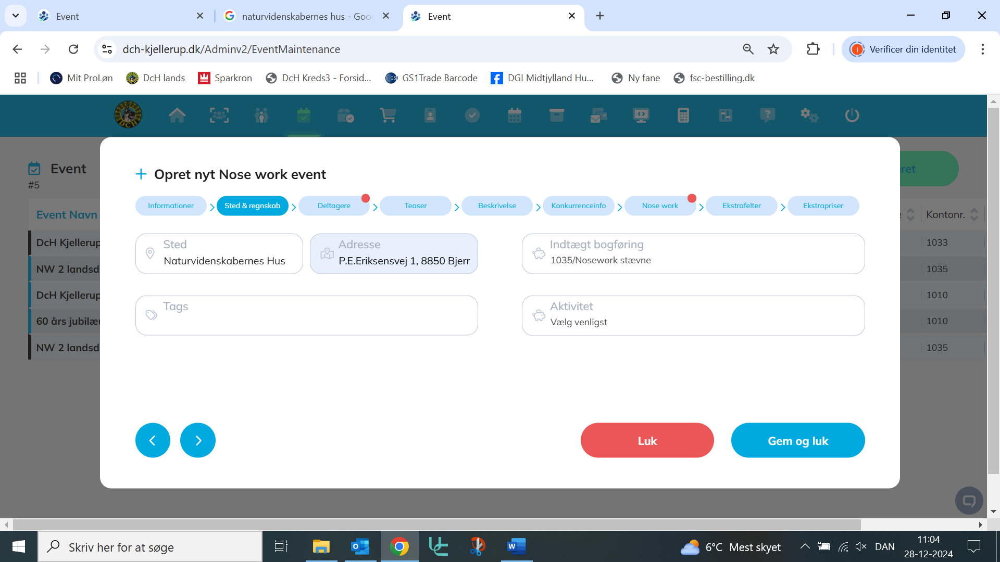 Event
naturvidenskabernes hus - Goo
Event
dch-kjellerup.dk/Adminv2/EventMaintenance
Verificer din identitet
Mit ProLøn
DcH lands
Sparkron
DcH Kreds3 - Forsid...
GS1Trade Barcode
DGI Midtjylland Hu...
Ny fane
fsc-bestilling.dk
DCH
Event
#5
ret
Opret nyt Nose work event
Informationer
Sted & regnskab
Deltagere
Teaser
Beskrivelse
Konkurrenceinfo
Nose work
Ekstrafelter
Ekstrapriser
Event Navn
Kontonr.
DcH Kjellerup
1033
NW 2 landsd
1035
DcH Kjellerup
1010
60 års jubilæu
1010
NW 2 landsd
1035
Sted
Naturvidenskabernes Hus
Adresse
P.E.Eriksensvej 1, 8850 Bjerr
Indtægt bogføring
1035/Nosework stævne
Tags
Aktivitet
Vælg venligst
Luk
Gem og luk
Skriv her for at søge
6°C Mest skyet
DAN
11:04
28-12-2024